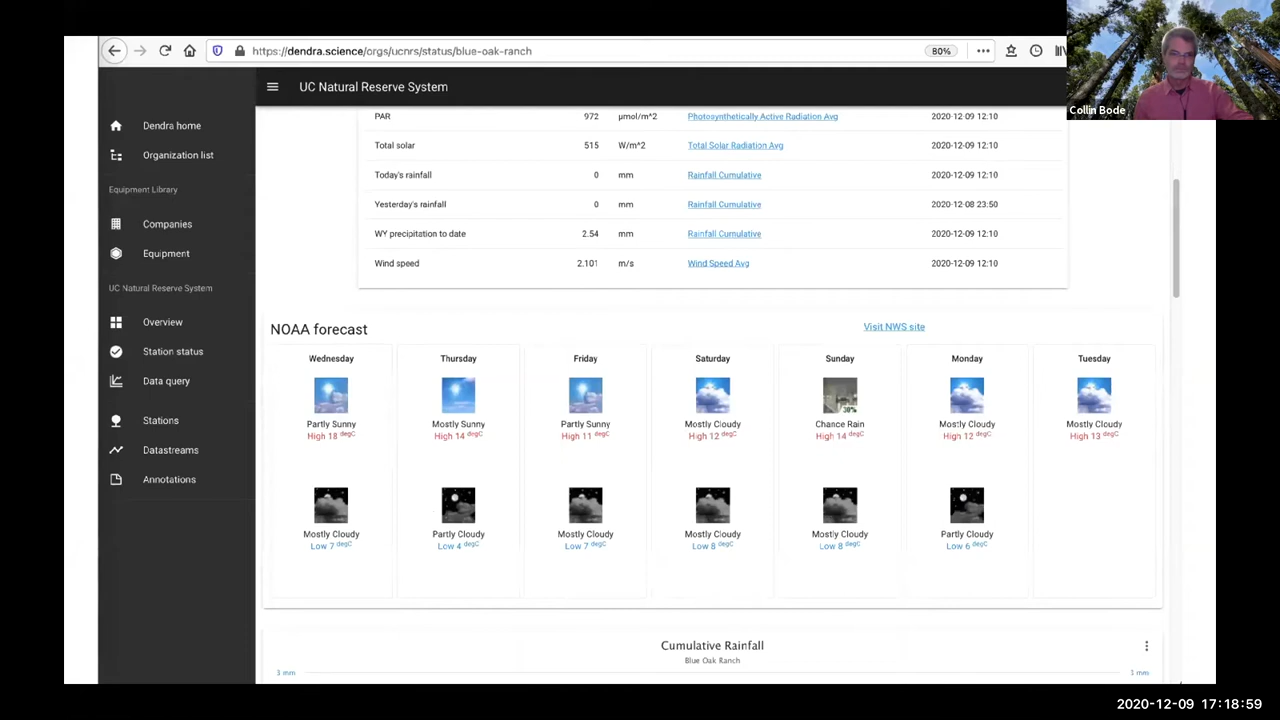 https://dendra.science/orgs/ucnrs/status/blue-oak-ranch
80%
Collin Bode
UC Natural Reserve System
Dendra home
Organization list
Equipment Library
Companies
Equipment
UC Natural Reserve System
Overview
Station status
Data query
Stations
Datastreams
Annotations
PAR 972 µmol/m^2 Photosynthetically Active Radiation Avg 2020-12-09 12:10
Total solar 515 W/m^2 Total Solar Radiation Avg 2020-12-09 12:10
Today's rainfall 0 mm Rainfall Cumulative 2020-12-09 12:10
Yesterday's rainfall 0 mm Rainfall Cumulative 2020-12-08 23:50
WY precipitation to date 2.54 mm Rainfall Cumulative 2020-12-09 12:10
Wind speed 2.101 m/s Wind Speed Avg 2020-12-09 12:10
NOAA forecast Visit NWS site
Wednesday Thursday Friday Saturday Sunday Monday Tuesday
30%
Partly Sunny Mostly Sunny Partly Sunny Mostly Cloudy Chance Rain Mostly Cloudy Mostly Cloudy
High 18 degC High 14 degC High 11 degC High 12 degC High 14 degC High 12 degC High 13 degC
Mostly Cloudy Partly Cloudy Mostly Cloudy Mostly Cloudy Mostly Cloudy Partly Cloudy
Low 7 degC Low 4 degC Low 7 degC Low 8 degC Low 8 degC Low 6 degC
Cumulative Rainfall
Blue Oak Ranch
3 mm 1 mm
2020-12-09 17:18:59